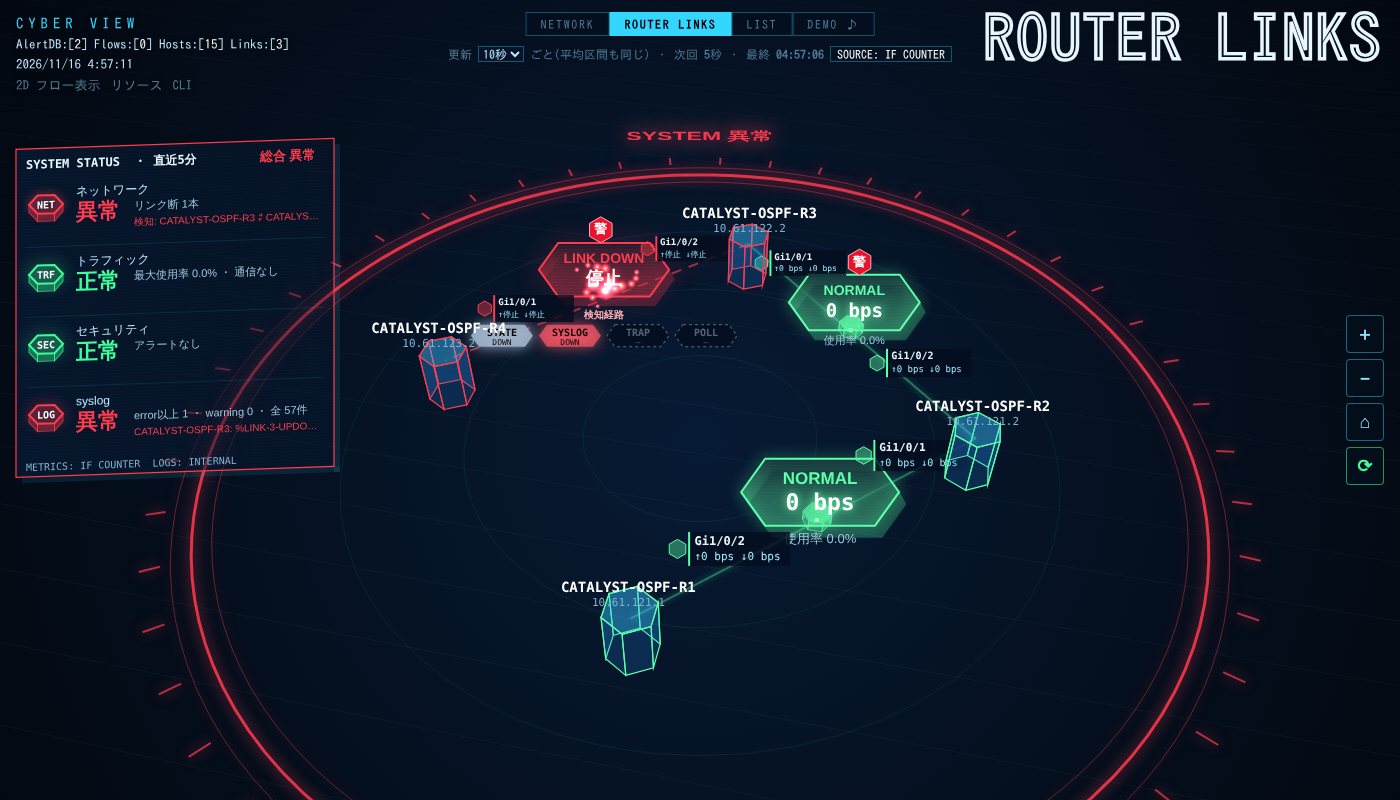 CYBER VIEW
AlertDB:[2] Flows:[0] Hosts:[15] Links:[3]
2026/11/16 4:57:11
2D フロー表示 リソース CLI
NETWORK ROUTER LINKS LIST DEMO ♪
更新 10秒 ごと(平均区間も同じ) · 次回 5秒 · 最終 04:57:06 SOURCE: IF COUNTER
ROUTER LINKS
SYSTEM 異常
SYSTEM STATUS ・ 直近5分 総合 異常
NET
ネットワーク
異常
リンク断 1本
検知: CATALYST-OSPF-R3 ⇄ CATALYS…
TRF
トラフィック
正常
最大使用率 0.0% ・ 通信なし
SEC
セキュリティ
正常
アラートなし
LOG
syslog
異常
error以上 1 ・ warning 0 ・ 全 57件
CATALYST-OSPF-R3: %LINK-3-UPDO…
METRICS: IF COUNTER LOGS: INTERNAL
CATALYST-OSPF-R3
10.61.122.2
警
LINK DOWN
停止
Gi1/0/2
↑停止 ↓停止
Gi1/0/1
↑0 bps ↓0 bps
警
NORMAL
0 bps
使用率 0.0%
Gi1/0/1
↑停止 ↓停止
検知経路
CATALYST-OSPF-R4
10.61.123.2
STATE
DOWN
SYSLOG
DOWN
TRAP
–
POLL
–
Gi1/0/2
↑0 bps ↓0 bps
CATALYST-OSPF-R2
10.61.121.2
Gi1/0/1
↑0 bps ↓0 bps
NORMAL
0 bps
使用率 0.0%
Gi1/0/2
↑0 bps ↓0 bps
CATALYST-OSPF-R1
10.61.121.1
+
−
⌂
⟳